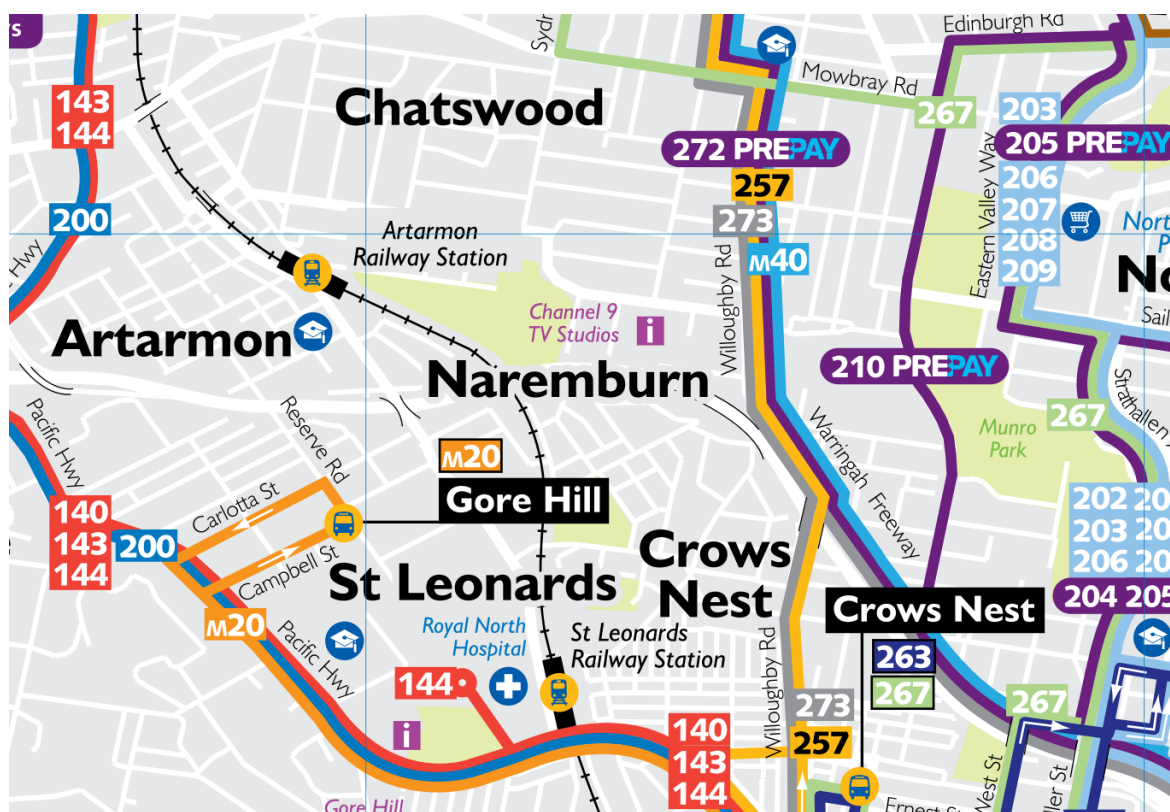 Edinburgh Rd
Mowbray Rd
143
144
Chatswood
267
203
205 PREPAY
272 PREPAY
257
206
207
208
209
Eastern Valley Way
200
273
M40
Artarmon
Railway Station
Willoughby Rd
Hwy
Channel 9
TV Studios
i
Artarmon
Naremburn
210 PREPAY
267
Munro
Park
Warringah Freeway
Pacific Hwy
Reserve Rd
M20
Gore Hill
Carlotta St
Campbell St
140
143
144
200
202
203
206
Crows
Nest
St Leonards
204 205
Crows Nest
263
267
M20
Royal North
Hospital
St Leonards
Railway Station
Pacific Hwy
144
Willoughby Rd
273
257
267
i
140
143
144
West St
Gore Hill